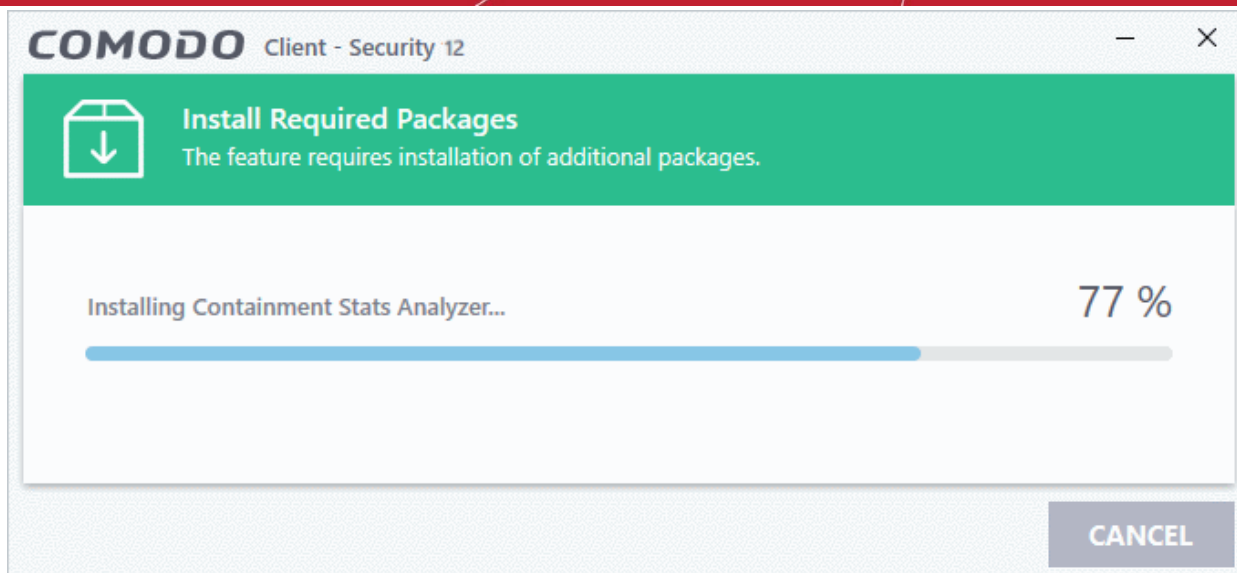 COMODO Client - Security 12
Install Required Packages
The feature requires installation of additional packages.
Installing Containment Stats Analyzer...
77 %
CANCEL